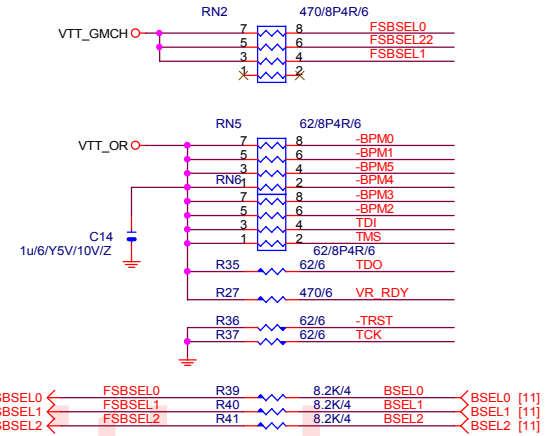 RN2 470/8P4R/6
VTT_GMCH 7 8 FSBSEL0
5 6 FSBSEL22
3 4 FSBSEL1
1 2
RN5 62/8P4R/6
VTT_OR 7 8 -BPM0
5 6 -BPM1
3 4 -BPM5
RN6 1 2 -BPM4
7 8 -BPM3
5 6 -BPM2
3 4 TDI
C14 1 2 TMS
1u/6/Y5V/10V/Z 62/8P4R/6
R35 62/6 TDO
R27 470/6 VR_RDY
R36 62/6 -TRST
R37 62/6 TCK
SBSEL0 FSBSEL0 R39 8.2K/4 BSEL0 BSEL0 [11]
SBSEL1 FSBSEL1 R40 8.2K/4 BSEL1 BSEL1 [11]
SBSEL2 FSBSEL2 R41 8.2K/4 BSEL2 BSEL2 [11]